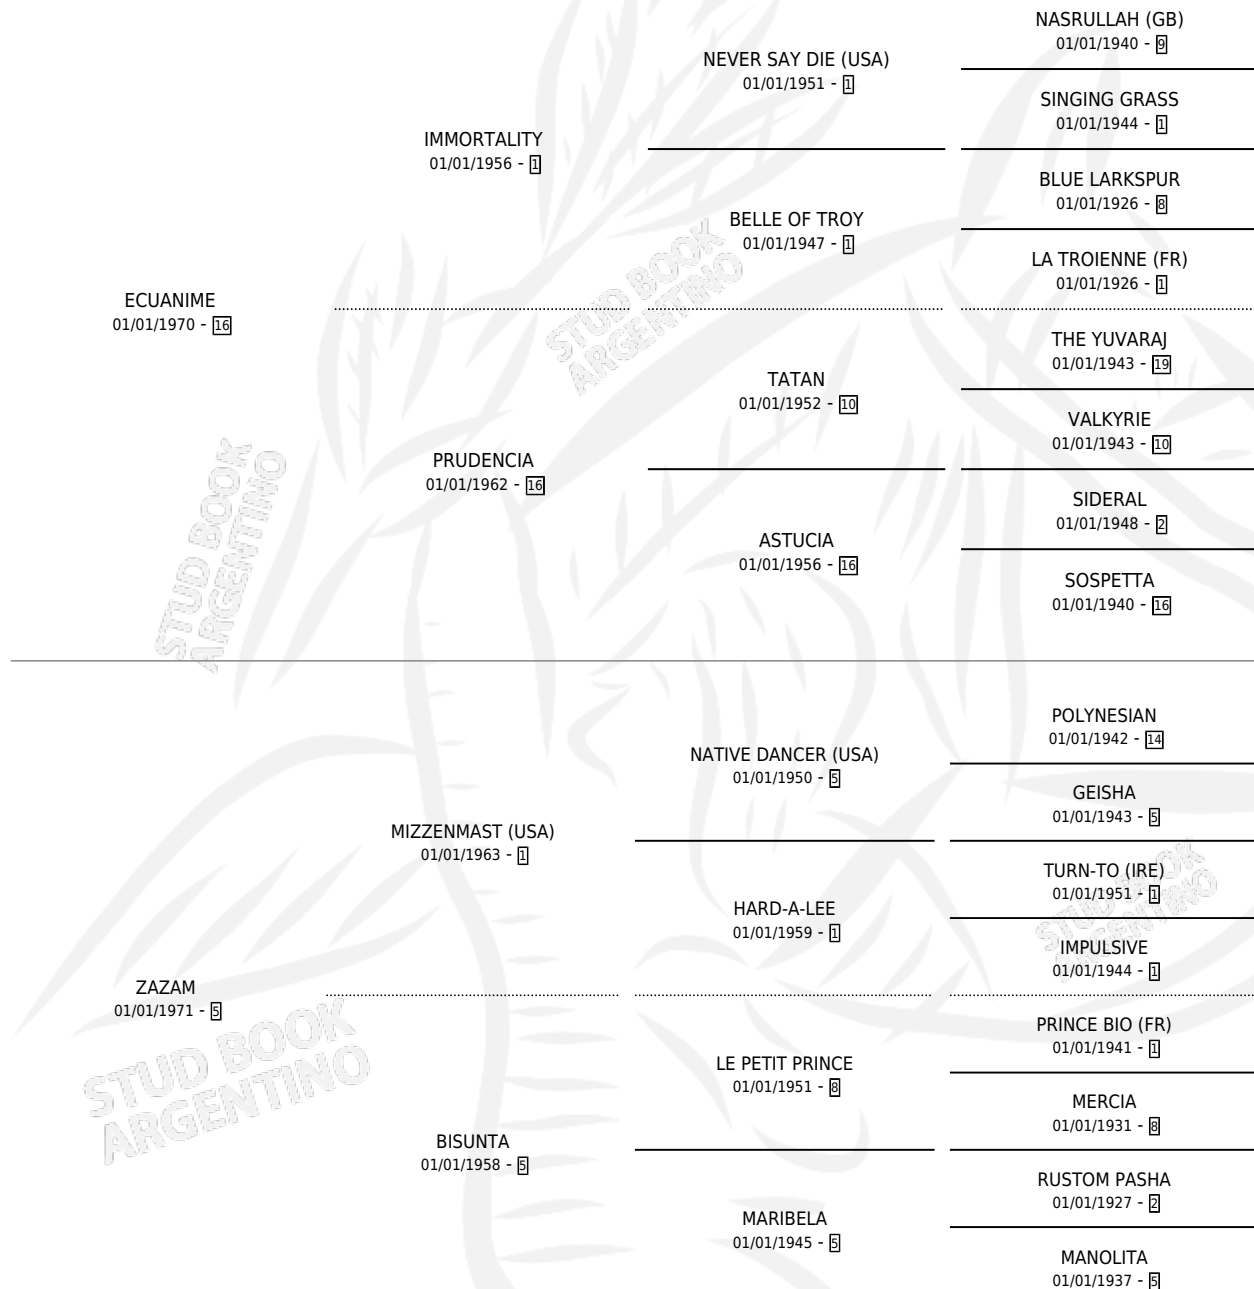 NASRULLAH (GB)
01/01/1940 - 9
NEVER SAY DIE (USA)
01/01/1951 - 1
SINGING GRASS
01/01/1944 - 1
IMMORTALITY
01/01/1956 - 1
BLUE LARKSPUR
01/01/1926 - 8
BELLE OF TROY
01/01/1947 - 1
LA TROIENNE (FR)
01/01/1926 - 1
ECUANIME
01/01/1970 - 16
THE YUVARAJ
01/01/1943 - 19
TATAN
01/01/1952 - 10
VALKYRIE
01/01/1943 - 10
PRUDENCIA
01/01/1962 - 16
SIDERAL
01/01/1948 - 2
ASTUCIA
01/01/1956 - 16
SOSPETTA
01/01/1940 - 16
POLYNESIAN
01/01/1942 - 14
NATIVE DANCER (USA)
01/01/1950 - 5
GEISHA
01/01/1943 - 5
MIZZENMAST (USA)
01/01/1963 - 1
TURN-TO (IRE)
01/01/1951 - 1
HARD-A-LEE
01/01/1959 - 1
IMPULSIVE
01/01/1944 - 1
ZAZAM
01/01/1971 - 5
PRINCE BIO (FR)
01/01/1941 - 1
LE PETIT PRINCE
01/01/1951 - 8
MERCIA
01/01/1931 - 8
BISUNTA
01/01/1958 - 5
RUSTOM PASHA
01/01/1927 - 2
MARIBELA
01/01/1945 - 5
MANOLITA
01/01/1937 - 5
STUD BOOK
ARGENTINO
STUD BOOK
ARGENTINO
STUD BOOK
ARGENTINO
STUD BOOK
ARGENTINO